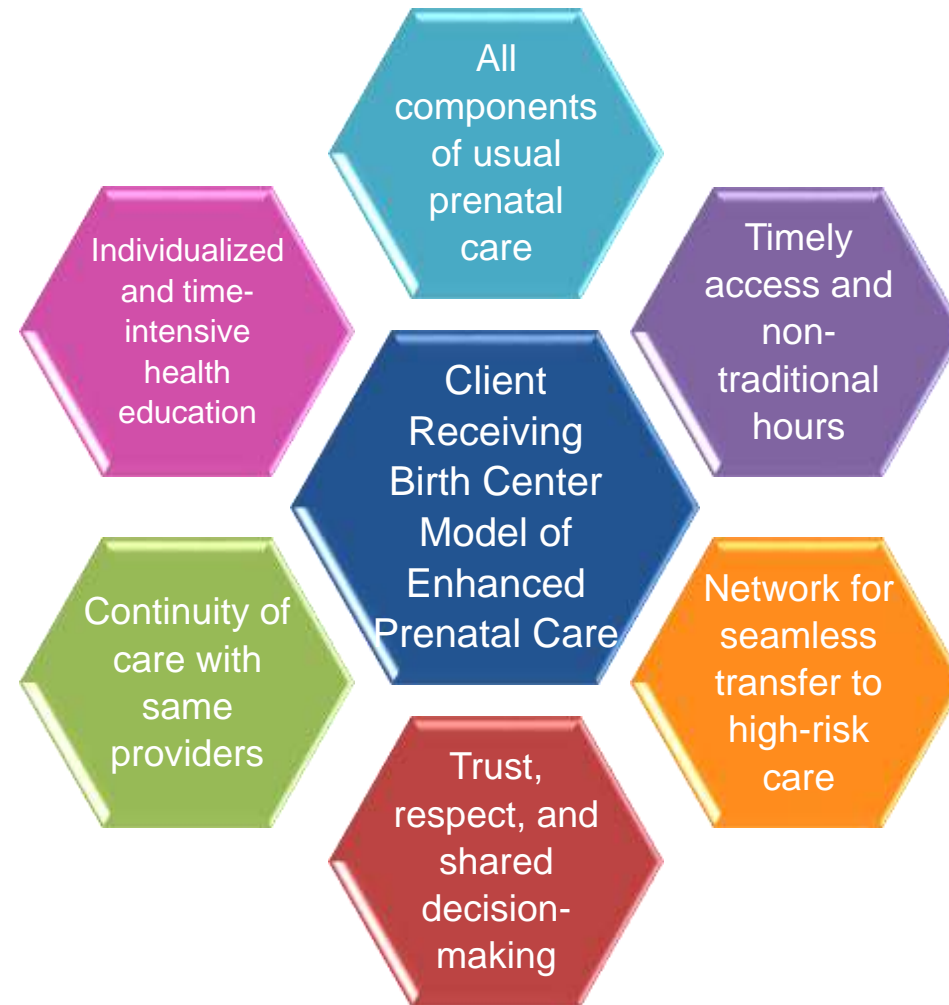 All
components
of usual
prenatal
care
Individualized
and time-
intensive
health
education
Timely
access and
non-
traditional
hours
Client
Receiving
Birth Center
Model of
Enhanced
Prenatal Care
Continuity of
care with
same
providers
Network for
seamless
transfer to
high-risk
care
Trust,
respect, and
shared
decision-
making